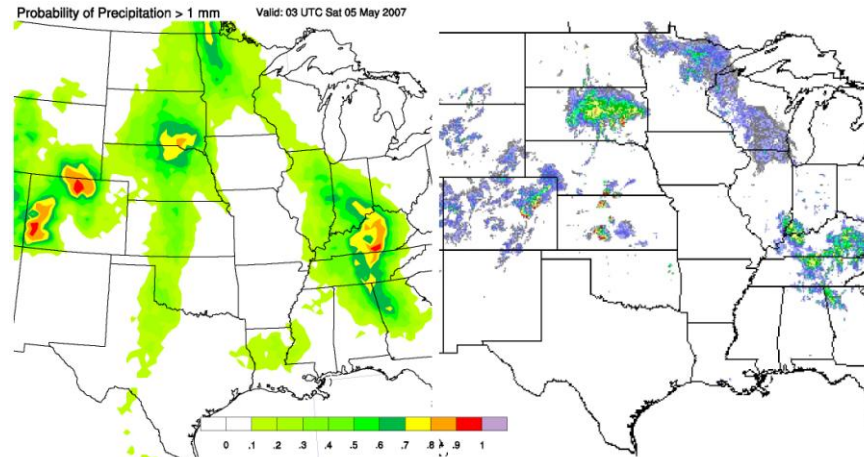 Probability of Precipitation > 1 mm Valid: 03 UTC Sat 05 May 2007
0 .1 .2 .3 .4 .5 .6 .7 .8 .9 1